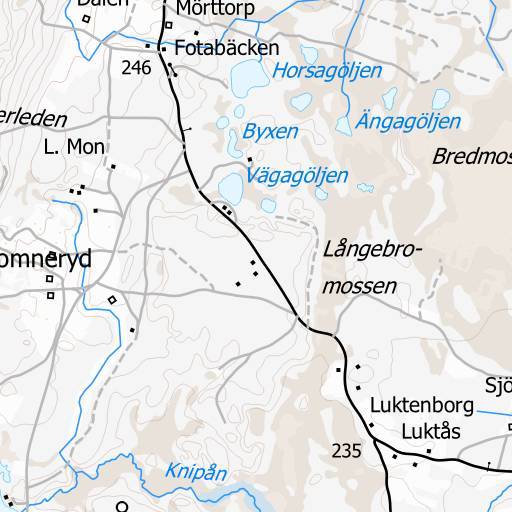 Dalen
Mörttorp
Fotabäcken
246
Horsagöljen
erleden
Byxen
Ängagöljen
L. Mon
Bredmos
Vägagöljen
Långebro-
mossen
omneryd
Sjö
Luktenborg
Luktås
235
Knipån